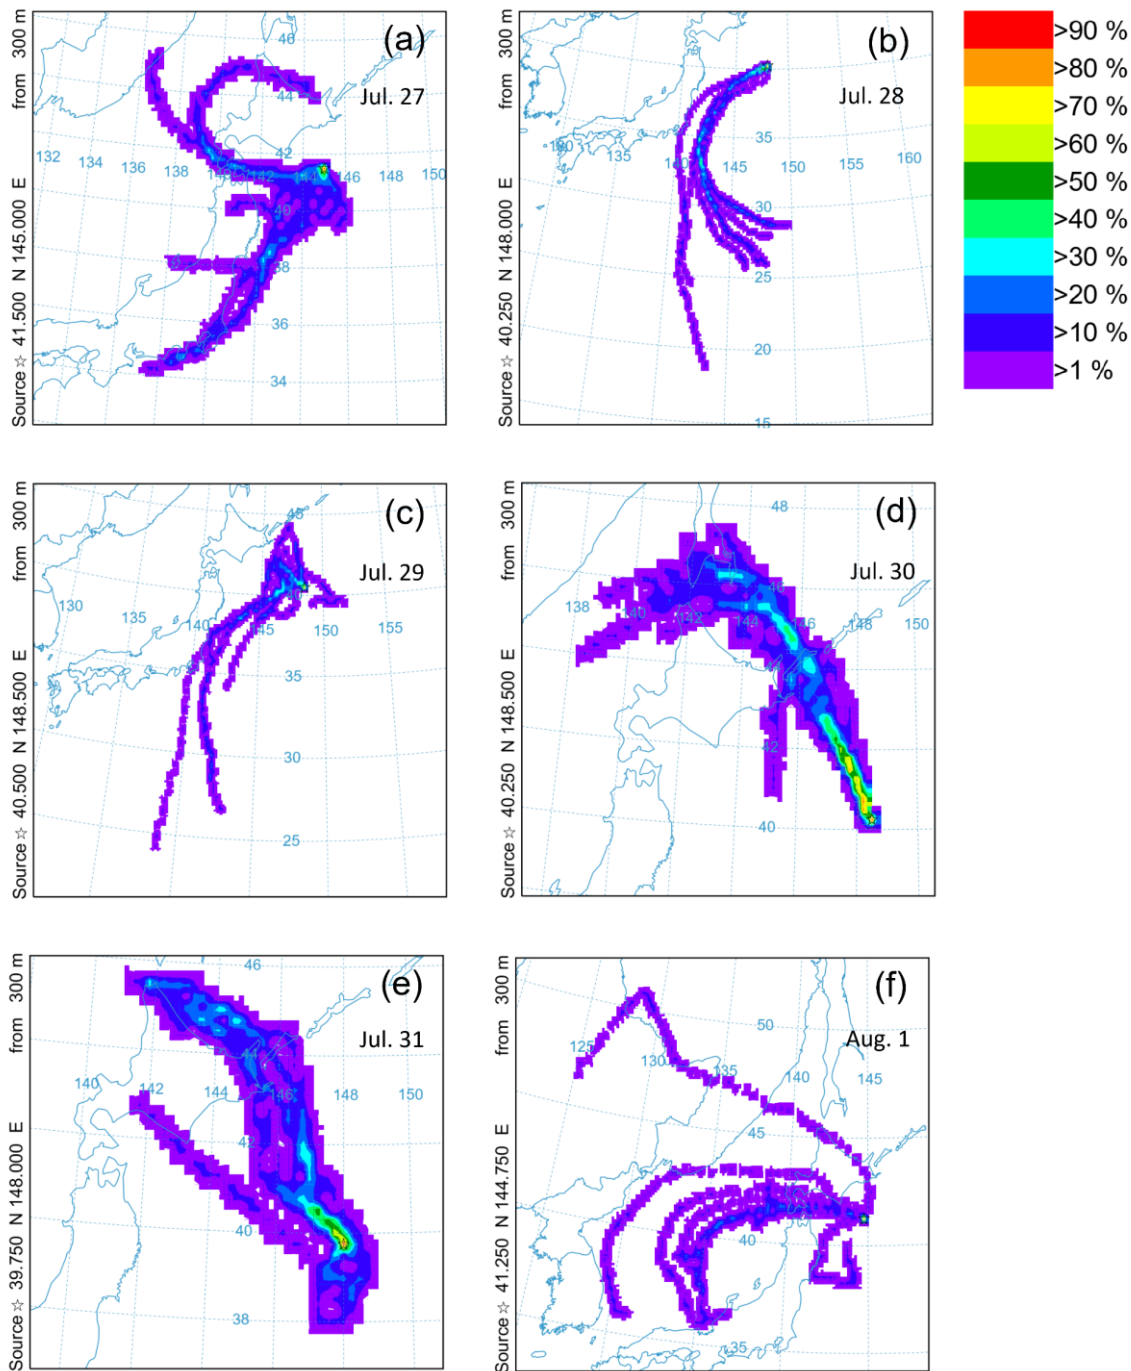 (a)
Jul. 27
Source ☆ 41.500 N 145.000 E from 300 m
46
44
42
40
38
36
34
132 134 136 138 140 142 144 146 148 150
(b)
Jul. 28
Source ☆ 40.250 N 148.000 E from 300 m
130 135 140 145 150 155 160
35
30
25
20
15
>90 %
>80 %
>70 %
>60 %
>50 %
>40 %
>30 %
>20 %
>10 %
>1 %
(c)
Jul. 29
Source ☆ 40.500 N 148.500 E from 300 m
45
130 135 140 145 150 155
35
30
25
(d)
Jul. 30
Source ☆ 40.250 N 148.500 E from 300 m
48
46
138 140 142 144 146 148 150
44
42
40
(e)
Jul. 31
Source ☆ 39.750 N 148.000 E from 300 m
46
44
140 142 144 146 148 150
42
40
38
(f)
Aug. 1
Source ☆ 41.250 N 144.750 E from 300 m
50
125 130 135 140 145
45
40
35